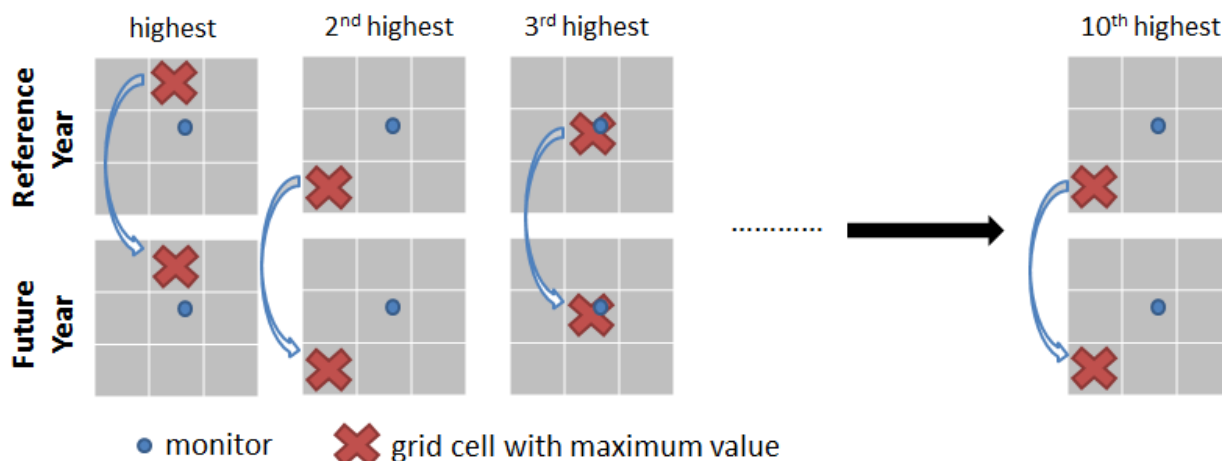 highest
2nd highest
3rd highest
10th highest
Reference
Year
…………
Future
Year
monitor
grid cell with maximum value